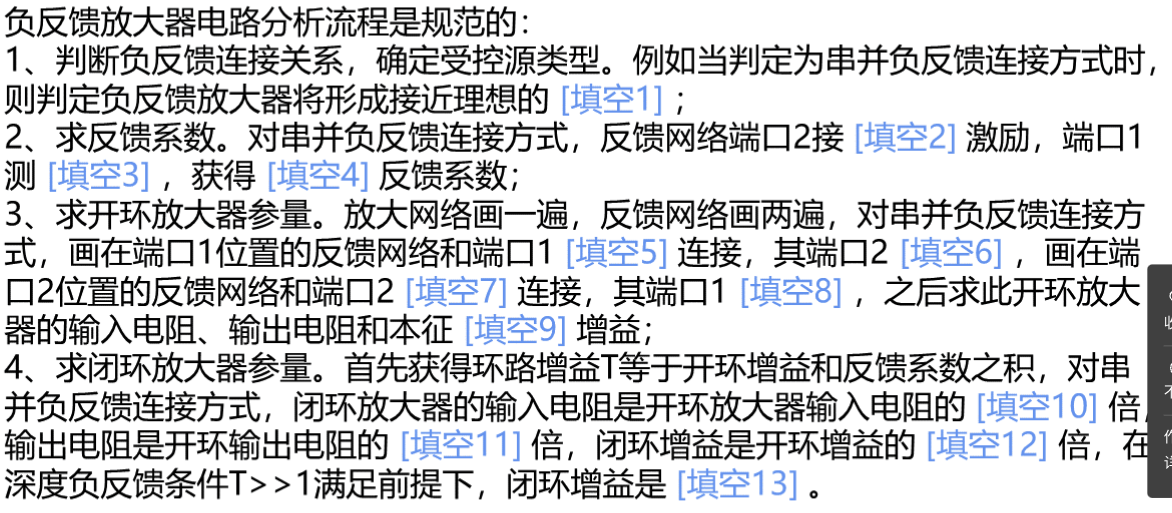 负反馈放大器电路分析流程是规范的：
1、判断负反馈连接关系，确定受控源类型。例如当判定为串并负反馈连接方式时，
则判定负反馈放大器将形成接近理想的 [填空1] ；
2、求反馈系数。对串并负反馈连接方式，反馈网络端口2接 [填空2] 激励，端口1
测 [填空3] ，获得 [填空4] 反馈系数；
3、求开环放大器参量。放大网络画一遍，反馈网络画两遍，对串并负反馈连接方
式，画在端口1位置的反馈网络和端口1 [填空5] 连接，其端口2 [填空6] ，画在端
口2位置的反馈网络和端口2 [填空7] 连接，其端口1 [填空8] ，之后求此开环放大
器的输入电阻、输出电阻和本征 [填空9] 增益；
4、求闭环放大器参量。首先获得环路增益T等于开环增益和反馈系数之积，对串
并负反馈连接方式，闭环放大器的输入电阻是开环放大器输入电阻的 [填空10] 倍，
输出电阻是开环输出电阻的 [填空11] 倍，闭环增益是开环增益的 [填空12] 倍，在
深度负反馈条件T>>1满足前提下，闭环增益是 [填空13] 。